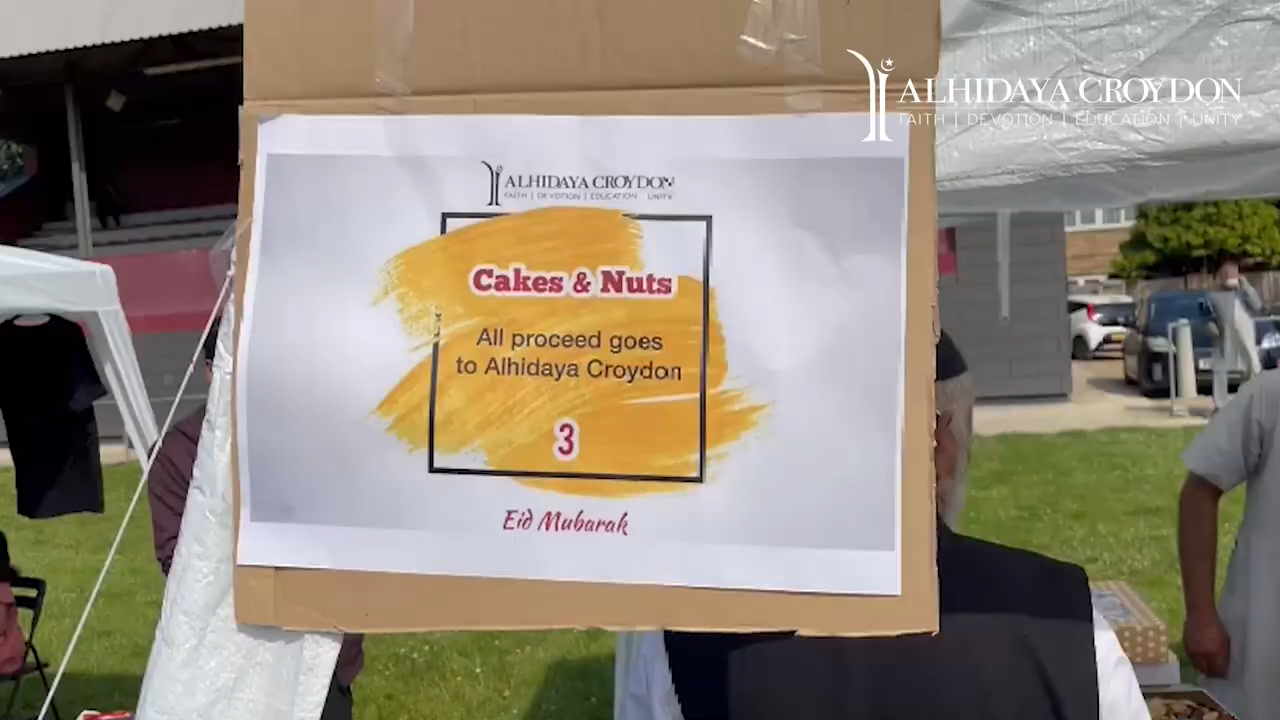 ALHIDAYA CROYDON
FAITH | DEVOTION | EDUCATION | UNITY
ALHIDAYA CROYDON
FAITH | DEVOTION | EDUCATION UNITY
Cakes & Nuts
All proceed goes
to Alhidaya Croydon
3
Eid Mubarak